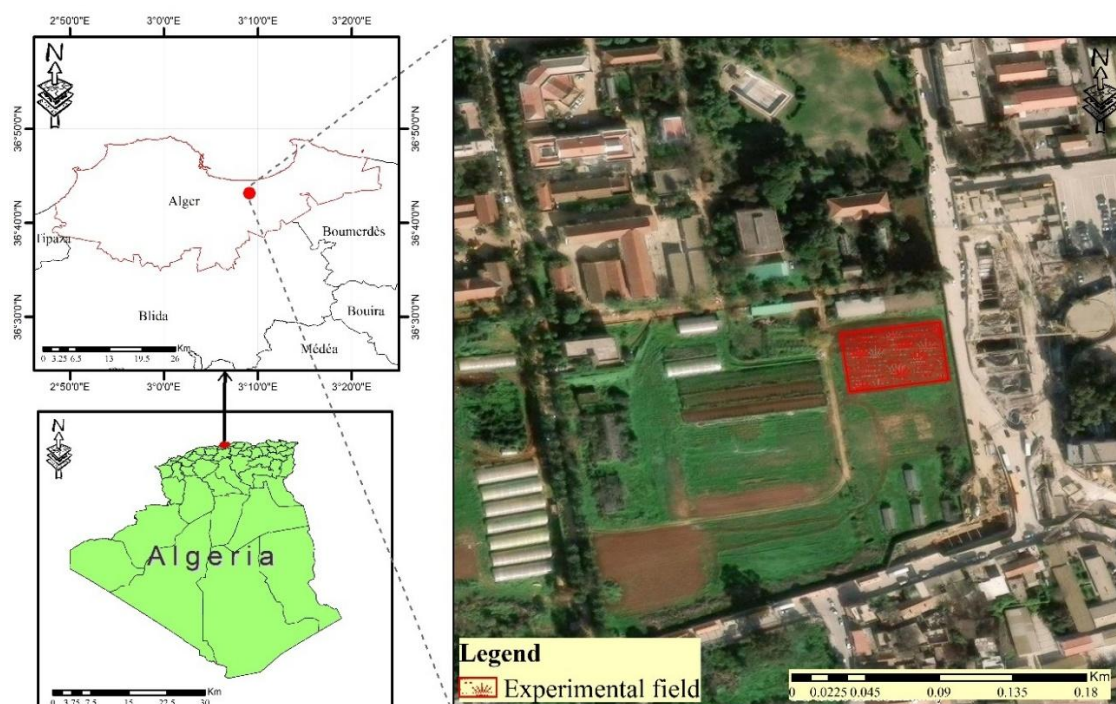 2°50'0"E 3°0'0"E 3°10'0"E 3°20'0"E
N
36°50'0"N 36°50'0"N
36°40'0"N 36°40'0"N
36°30'0"N 36°30'0"N
Alger
Boumerdès
Tipaza
Blida
Bouira
Médéa
Km
0 3.25 6.5 13 19.5 26
2°50'0"E 3°0'0"E 3°10'0"E 3°20'0"E
N
Algeria
Km
0 3.75 7.5 15 22.5 30
N
Legend
Experimental field
Km
0 0.0225 0.045 0.09 0.135 0.18